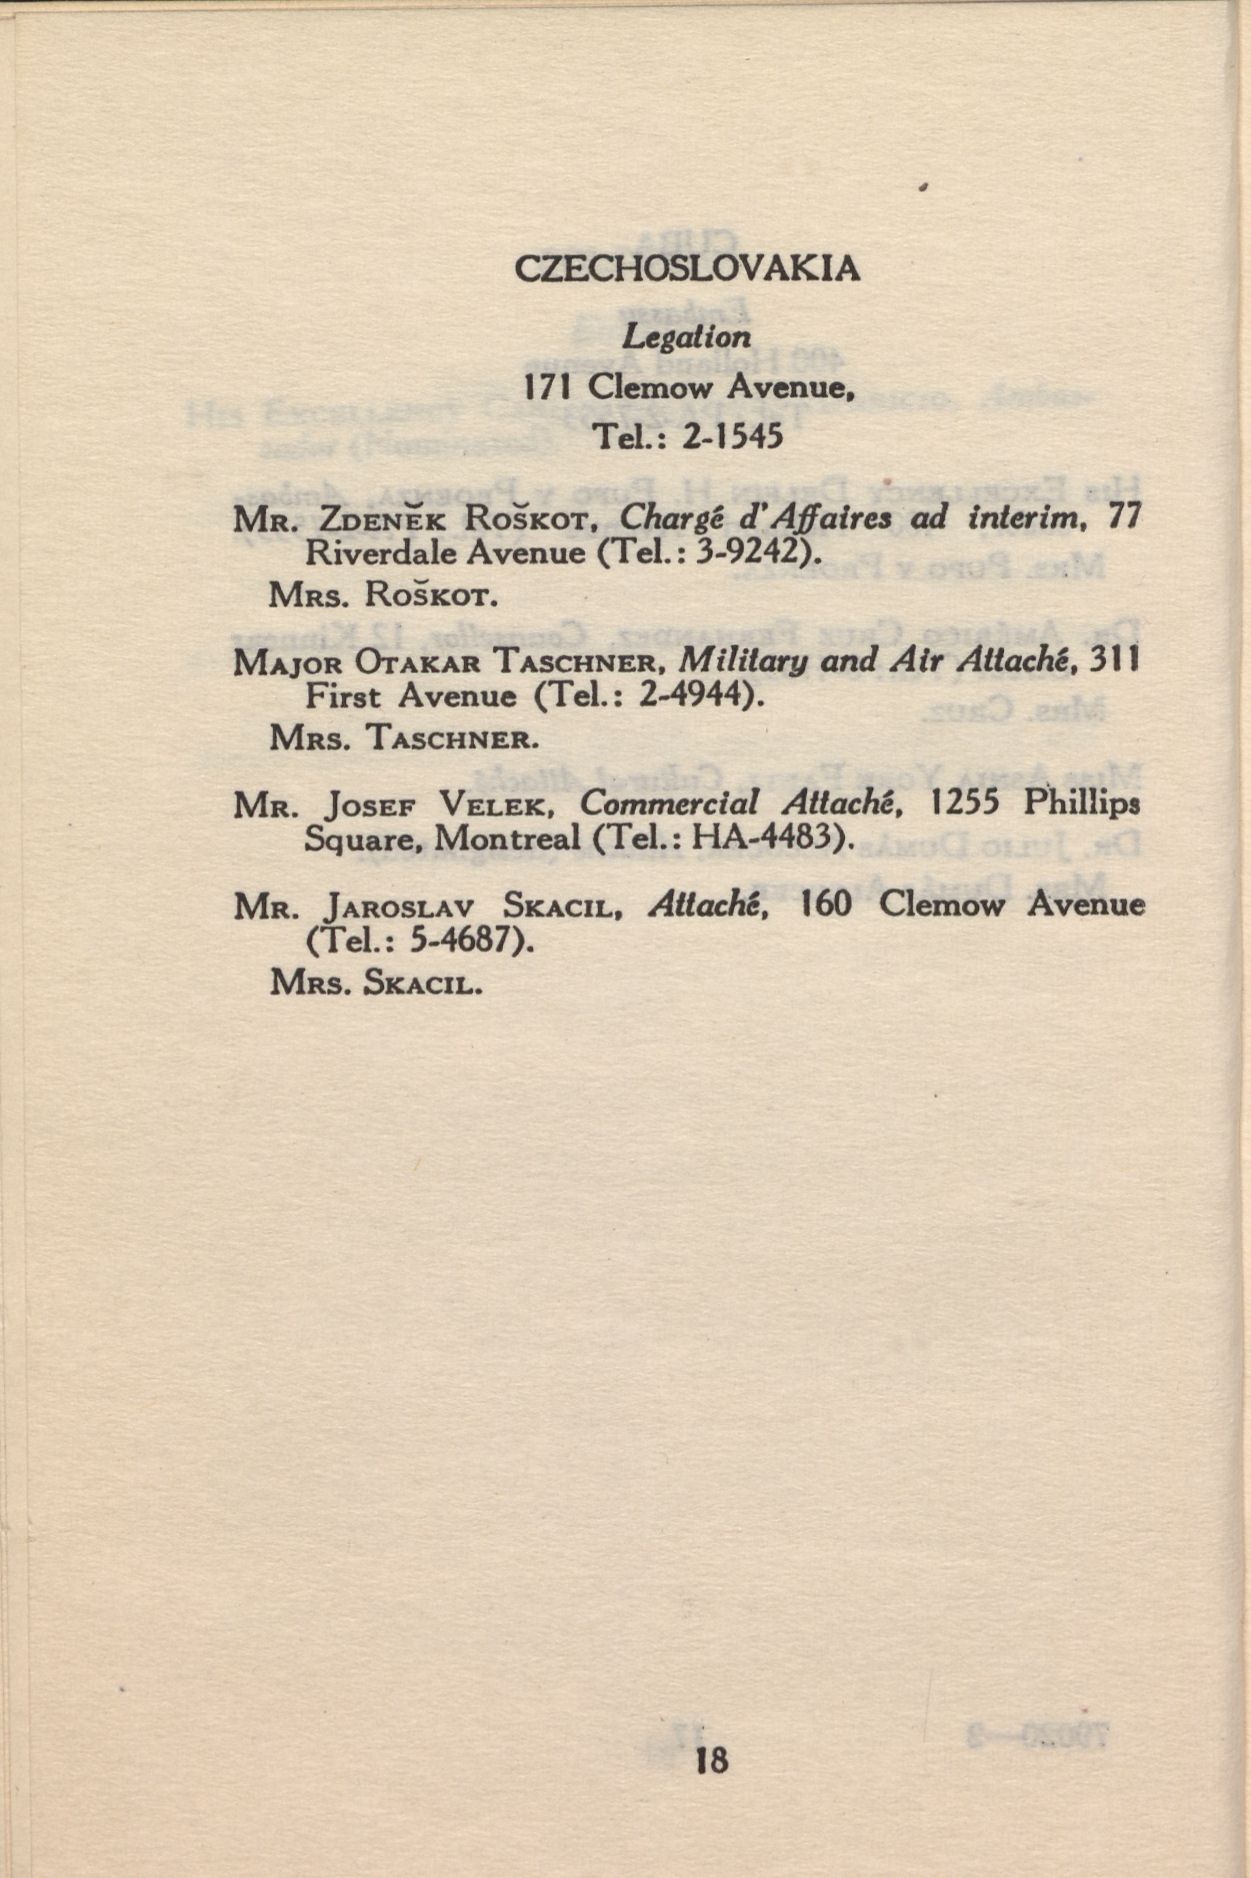 CZECHOSLOVAKIA
Legation
171 Clemow Avenue,
Tel.: 2-1545
MR. ZDENĚK ROŠKOT, Chargé d'Affaires ad interim, 77
Riverdale Avenue (Tel.: 3-9242).
MRS. ROŠKOT.
MAJOR OTAKAR TASCHNER, Military and Air Attaché, 311
First Avenue (Tel.: 2-4944).
MRS. TASCHNER.
MR. JOSEF VELEK, Commercial Attaché, 1255 Phillips
Square, Montreal (Tel.: HA-4483).
MR. JAROSLAV SKACIL, Attaché, 160 Clemow Avenue
(Tel.: 5-4687).
MRS. SKACIL.
18